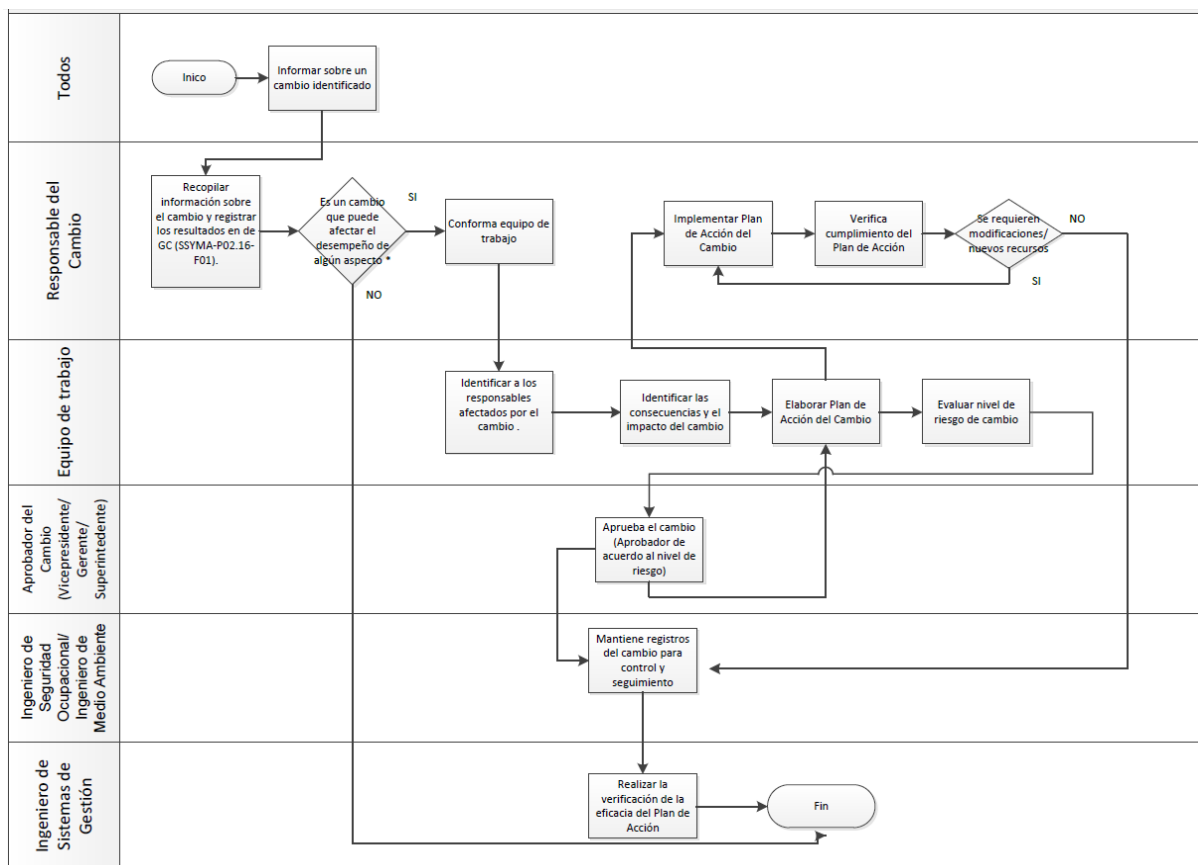 Todos
Inico
Informar sobre un
cambio identificado
Responsable del
Cambio
Recopilar
información sobre
el cambio y registrar
los resultados en de
GC (SSYMA-P02.16-
F01).
Es un cambio
que puede
afectar el
desempeño de
algún aspecto *
SI
NO
Conforma equipo de
trabajo
Implementar Plan
de Acción del
Cambio
Verifica
cumplimiento del
Plan de Acción
Se requieren
modificaciones/
nuevos recursos
NO
SI
Equipo de trabajo
Identificar a los
responsables
afectados por el
cambio .
Identificar las
consecuencias y el
impacto del cambio
Elaborar Plan de
Acción del Cambio
Evaluar nivel de
riesgo de cambio
Aprobador del
Cambio
(Vicepresidente/
Gerente/
Superintedente)
Aprueba el cambio
(Aprobador de
acuerdo al nivel de
riesgo)
Ingeniero de
Seguridad
Ocupacional/
Ingeniero de
Medio Ambiente
Mantiene registros
del cambio para
control y
seguimiento
Ingeniero de
Sistemas de
Gestión
Realizar la
verificación de la
eficacia del Plan de
Acción
Fin